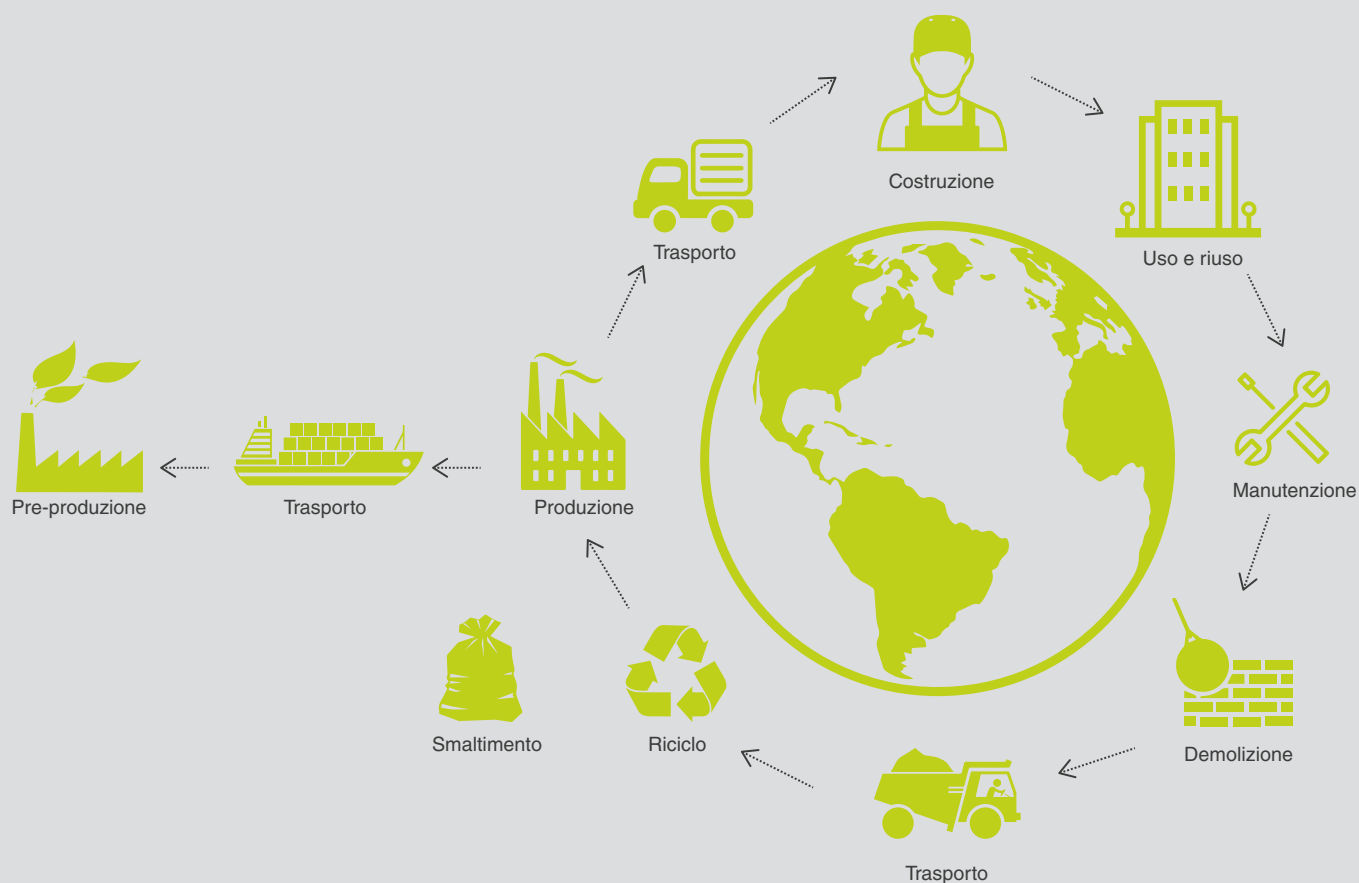 Costruzione
Trasporto
Uso e riuso
Pre-produzione
Trasporto
Produzione
Manutenzione
Smaltimento
Riciclo
Demolizione
Trasporto